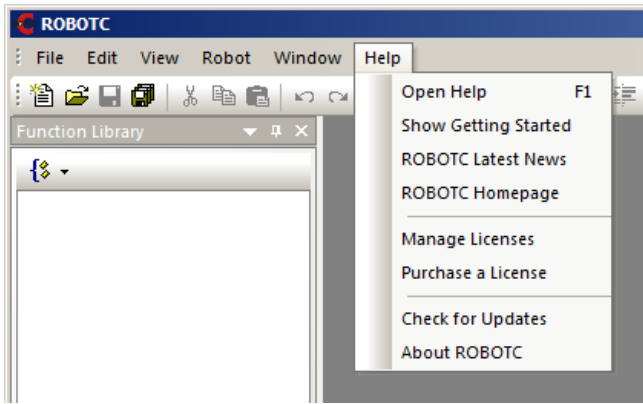 ROBOTC
File Edit View Robot Window Help
Function Library
Open Help F1
Show Getting Started
ROBOTC Latest News
ROBOTC Homepage
Manage Licenses
Purchase a License
Check for Updates
About ROBOTC